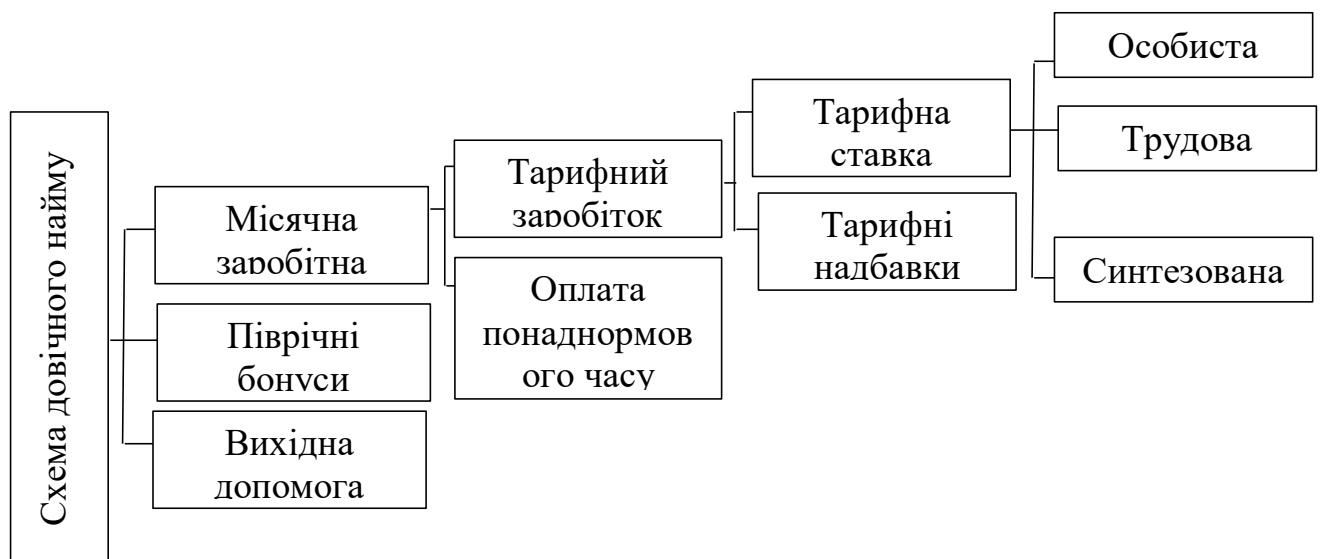 Схема довічного найму
Місячна
заробітна
Піврічні
бонуси
Вихідна
допомога
Тарифний
заробіток
Оплата
понаднормов
ого часу
Тарифна
ставка
Тарифні
надбавки
Особиста
Трудова
Синтезована